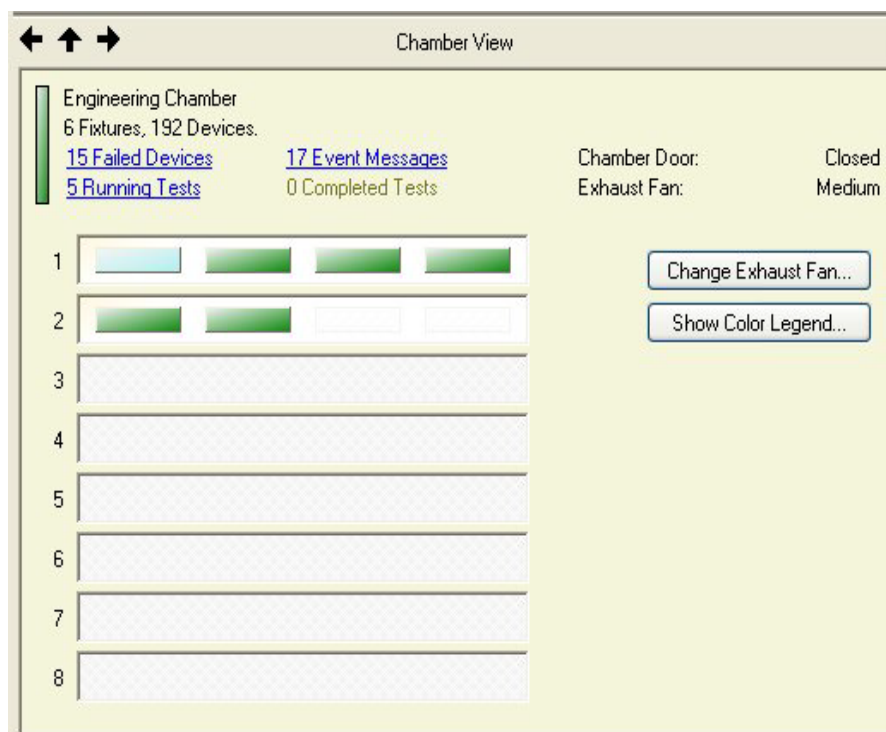 Chamber View
Engineering Chamber
6 Fixtures, 192 Devices.
15 Failed Devices 17 Event Messages Chamber Door: Closed
5 Running Tests 0 Completed Tests Exhaust Fan: Medium
1
Change Exhaust Fan...
2 Show Color Legend...
3
4
5
6
7
8